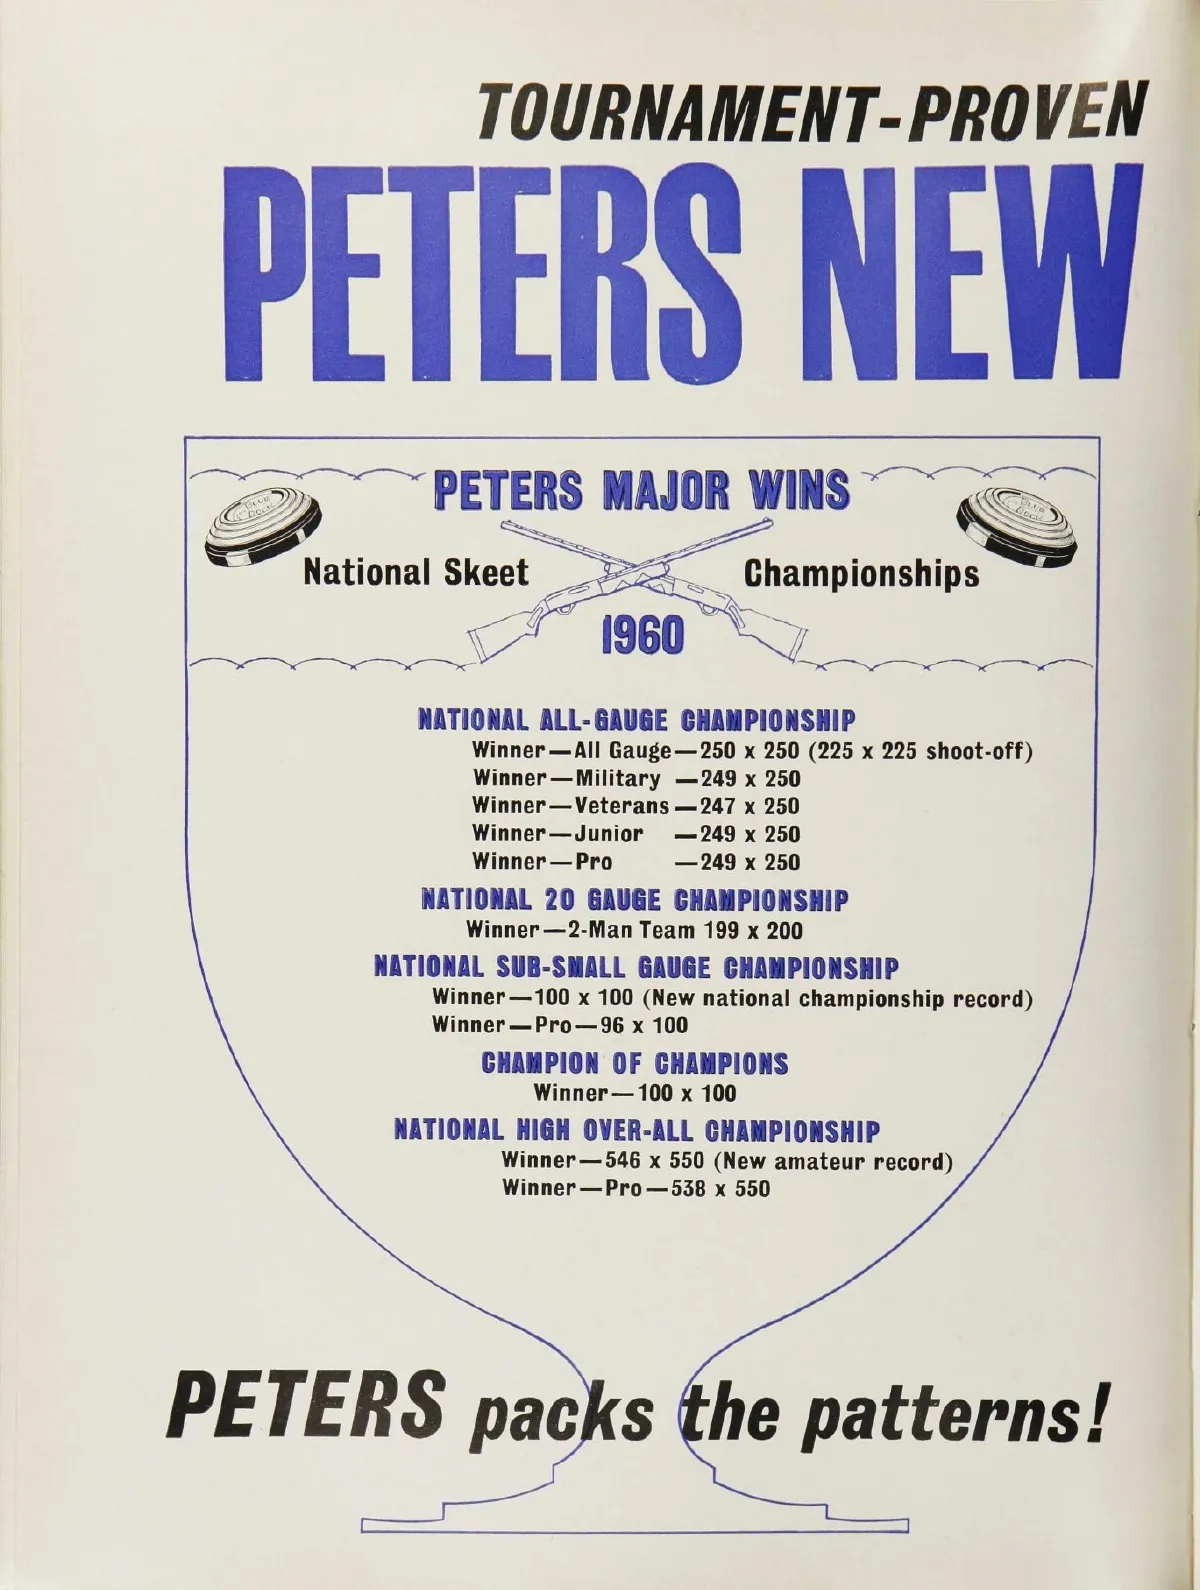 TOURNAMENT-PROVEN
PETERS NEW
PETERS MAJOR WINS
BLUE ROCK
BLUE ROCK
National Skeet Championships
1960
NATIONAL ALL-GAUGE CHAMPIONSHIP
Winner—All Gauge—250 x 250 (225 x 225 shoot-off)
Winner—Military —249 x 250
Winner—Veterans—247 x 250
Winner—Junior —249 x 250
Winner—Pro —249 x 250
NATIONAL 20 GAUGE CHAMPIONSHIP
Winner—2-Man Team 199 x 200
NATIONAL SUB-SMALL GAUGE CHAMPIONSHIP
Winner—100 x 100 (New national championship record)
Winner—Pro—96 x 100
CHAMPION OF CHAMPIONS
Winner—100 x 100
NATIONAL HIGH OVER-ALL CHAMPIONSHIP
Winner—546 x 550 (New amateur record)
Winner—Pro—538 x 550
PETERS packs the patterns!